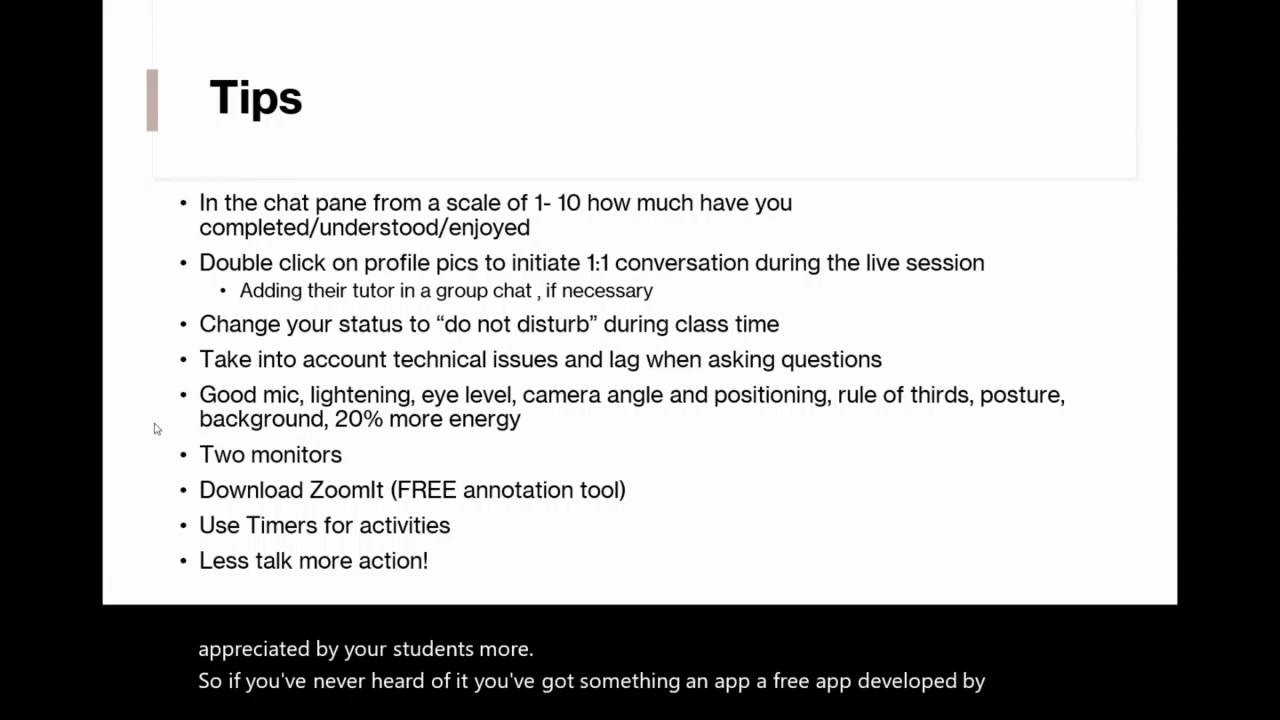 Tips
• In the chat pane from a scale of 1- 10 how much have you
completed/understood/enjoyed
• Double click on profile pics to initiate 1:1 conversation during the live session
• Adding their tutor in a group chat , if necessary
• Change your status to “do not disturb” during class time
• Take into account technical issues and lag when asking questions
• Good mic, lightening, eye level, camera angle and positioning, rule of thirds, posture,
background, 20% more energy
• Two monitors
• Download ZoomIt (FREE annotation tool)
• Use Timers for activities
• Less talk more action!
appreciated by your students more.
So if you've never heard of it you've got something an app a free app developed by